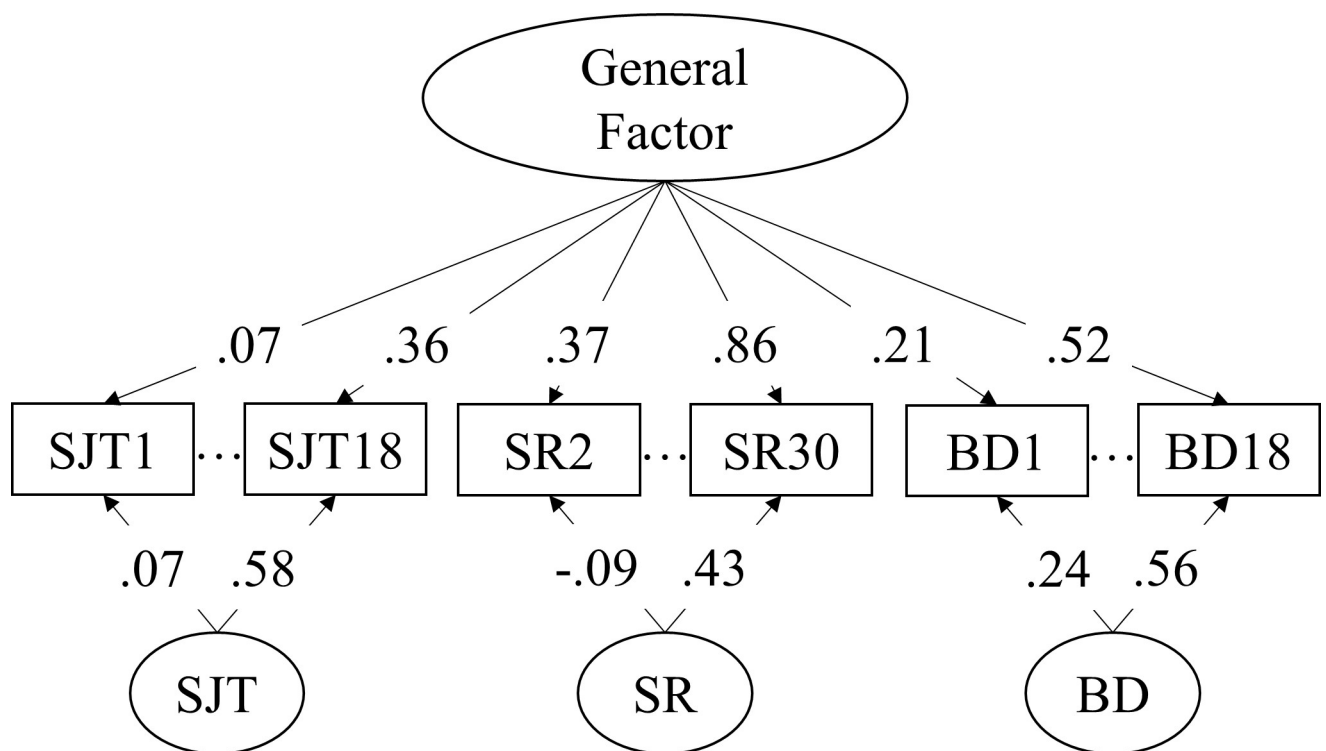 General
Factor
.07 .36 .37 .86 .21 .52
SJT1 ... SJT18 SR2 ... SR30 BD1 ... BD18
.07 .58 -.09 .43 .24 .56
SJT SR BD